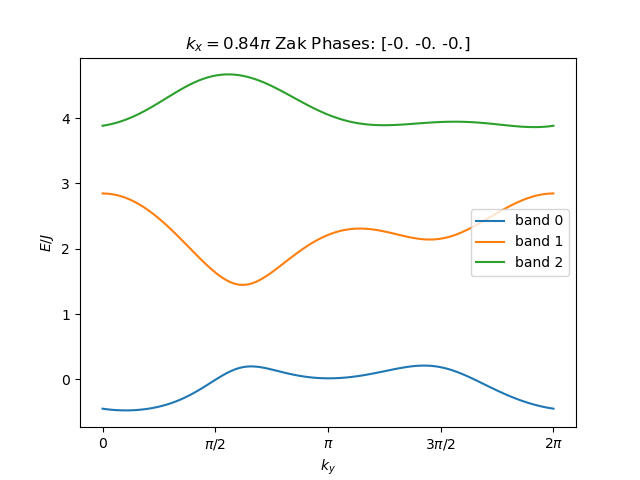 k_x = 0.84π Zak Phases: [-0. -0. -0.]
E/J
4
3
2
1
0
band 0
band 1
band 2
0 π/2 π 3π/2 2π
k_y